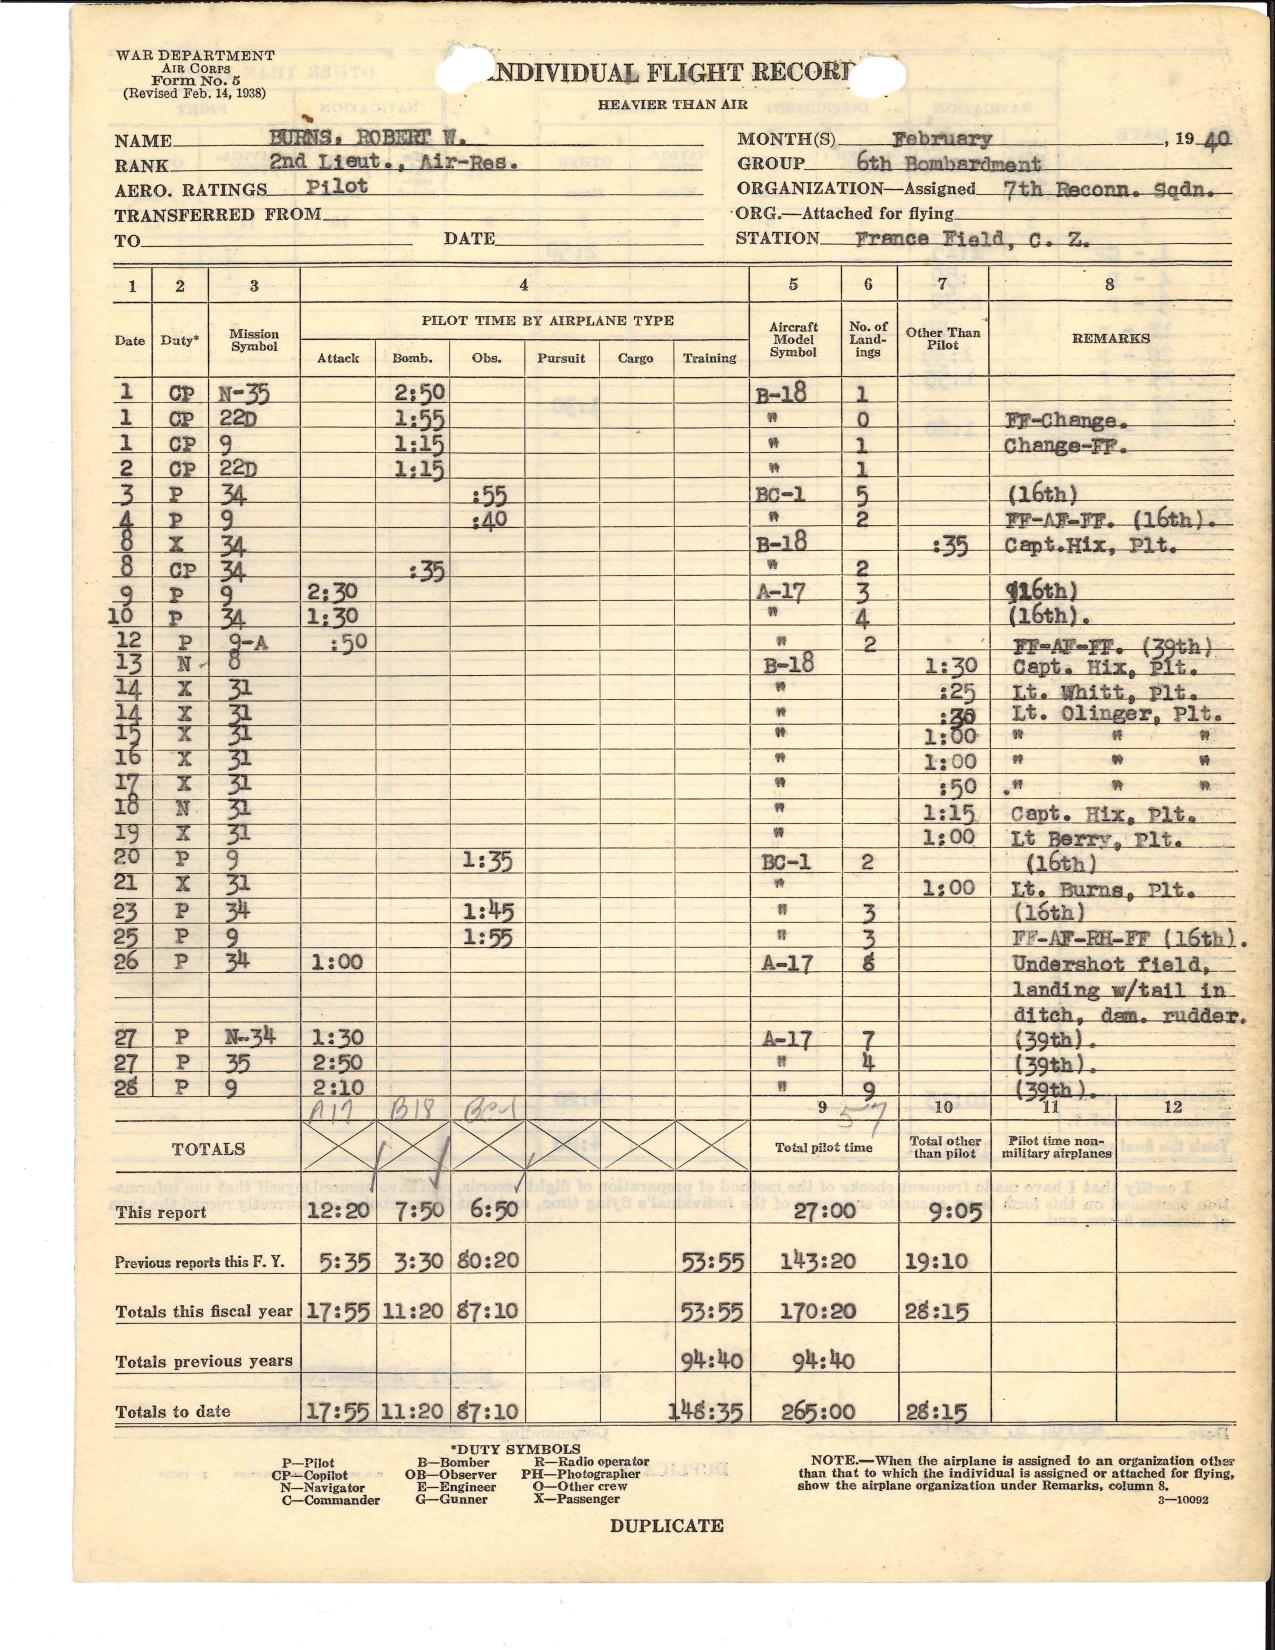 WAR DEPARTMENT
AIR CORPS
Form No. 5
(Revised Feb. 14, 1938)
INDIVIDUAL FLIGHT RECORD
HEAVIER THAN AIR
NAME BURNS, ROBERT W. MONTH(S) February, 19 40
RANK 2nd Lieut., Air-Res. GROUP 6th Bombardment
AERO. RATINGS Pilot ORGANIZATION—Assigned 7th Reconn. Sqdn.
TRANSFERRED FROM ORG.—Attached for flying
TO DATE STATION France Field, C. Z.
1 2 3 4 5 6 7 8
Date Duty* Mission Symbol PILOT TIME BY AIRPLANE TYPE Aircraft Model Symbol No. of Land-ings Other Than Pilot REMARKS
Attack Bomb. Obs. Pursuit Cargo Training
1 CP N-35 2:50 B-18 1
1 CP 22D 1:55 " 0 FF-Change.
1 CP 9 1:15 " 1 Change-FF.
2 CP 22D 1:15 " 1
3 P 34 :55 BC-1 5 (16th)
4 P 9 :40 " 2 FF-AF-FF. (16th).
8 X 34 B-18 :35 Capt.Hix, Plt.
8 CP 34 :35 " 2
9 P 9 2:30 A-17 3 (16th)
10 P 34 1:30 " 4 (16th).
12 P 9-A :50 " 2 FF-AF-FF. (39th)
13 N 8 B-18 1:30 Capt. Hix, Plt.
14 X 31 " :25 Lt. Whitt, Plt.
14 X 31 " :30 Lt. Olinger, Plt.
15 X 31 " 1:00 " " "
16 X 31 " 1:00 " " "
17 X 31 " :50 ." " "
18 N 31 " 1:15 Capt. Hix, Plt.
19 X 31 " 1:00 Lt Berry, Plt.
20 P 9 1:35 BC-1 2 (16th)
21 X 31 " 1:00 Lt. Burns, Plt.
23 P 34 1:45 " 3 (16th)
25 P 9 1:55 " 3 FF-AF-RH-FF (16th).
26 P 34 1:00 A-17 8 Undershot field,
landing w/tail in
ditch, dam. rudder.
27 P N-34 1:30 A-17 7 (39th).
27 P 35 2:50 " 4 (39th).
28 P 9 2:10 " 9 (39th).
A17 B18 BC-1 9 57 10 11 12
TOTALS Total pilot time Total other than pilot Pilot time non-military airplanes
This report 12:20 7:50 6:50 27:00 9:05
Previous reports this F. Y. 5:35 3:30 80:20 53:55 143:20 19:10
Totals this fiscal year 17:55 11:20 87:10 53:55 170:20 28:15
Totals previous years 94:40 94:40
Totals to date 17:55 11:20 87:10 148:35 265:00 28:15
*DUTY SYMBOLS
P—Pilot B—Bomber R—Radio operator
CP—Copilot OB—Observer PH—Photographer
N—Navigator E—Engineer O—Other crew
C—Commander G—Gunner X—Passenger
NOTE.—When the airplane is assigned to an organization other
than that to which the individual is assigned or attached for flying,
show the airplane organization under Remarks, column 8.
3—10092
DUPLICATE